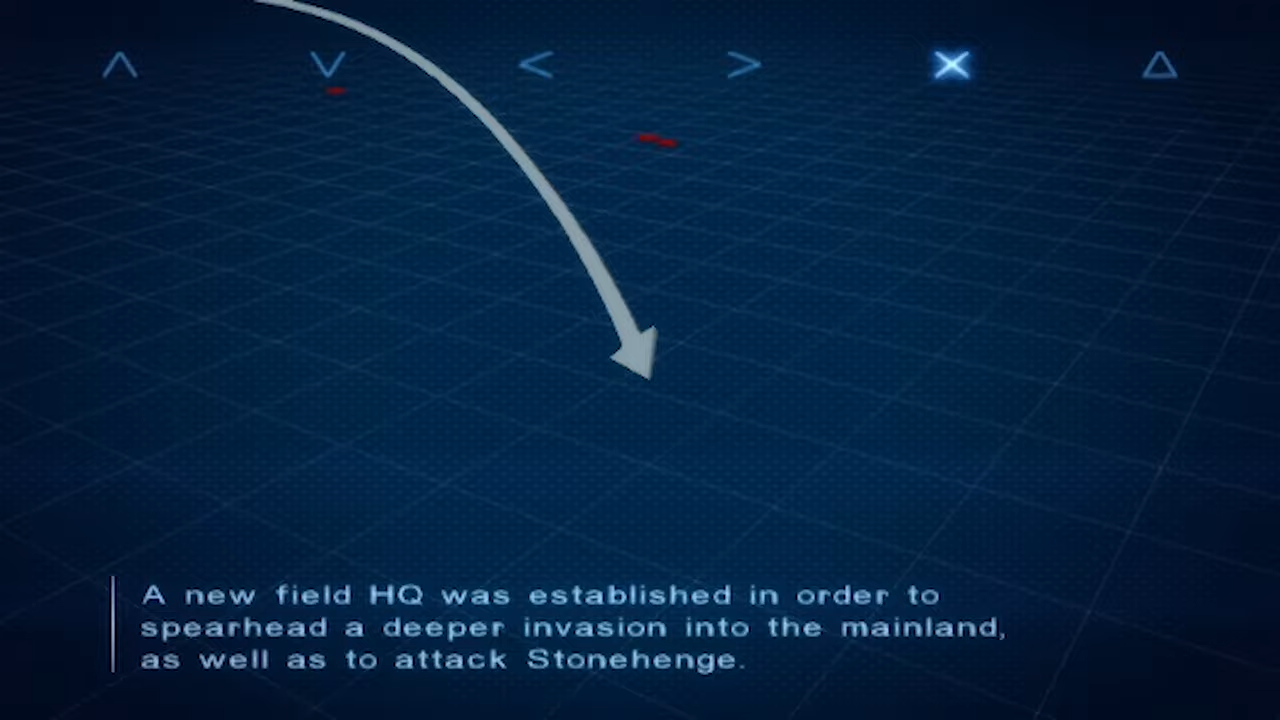 A new field HQ was established in order to
spearhead a deeper invasion into the mainland,
as well as to attack Stonehenge.